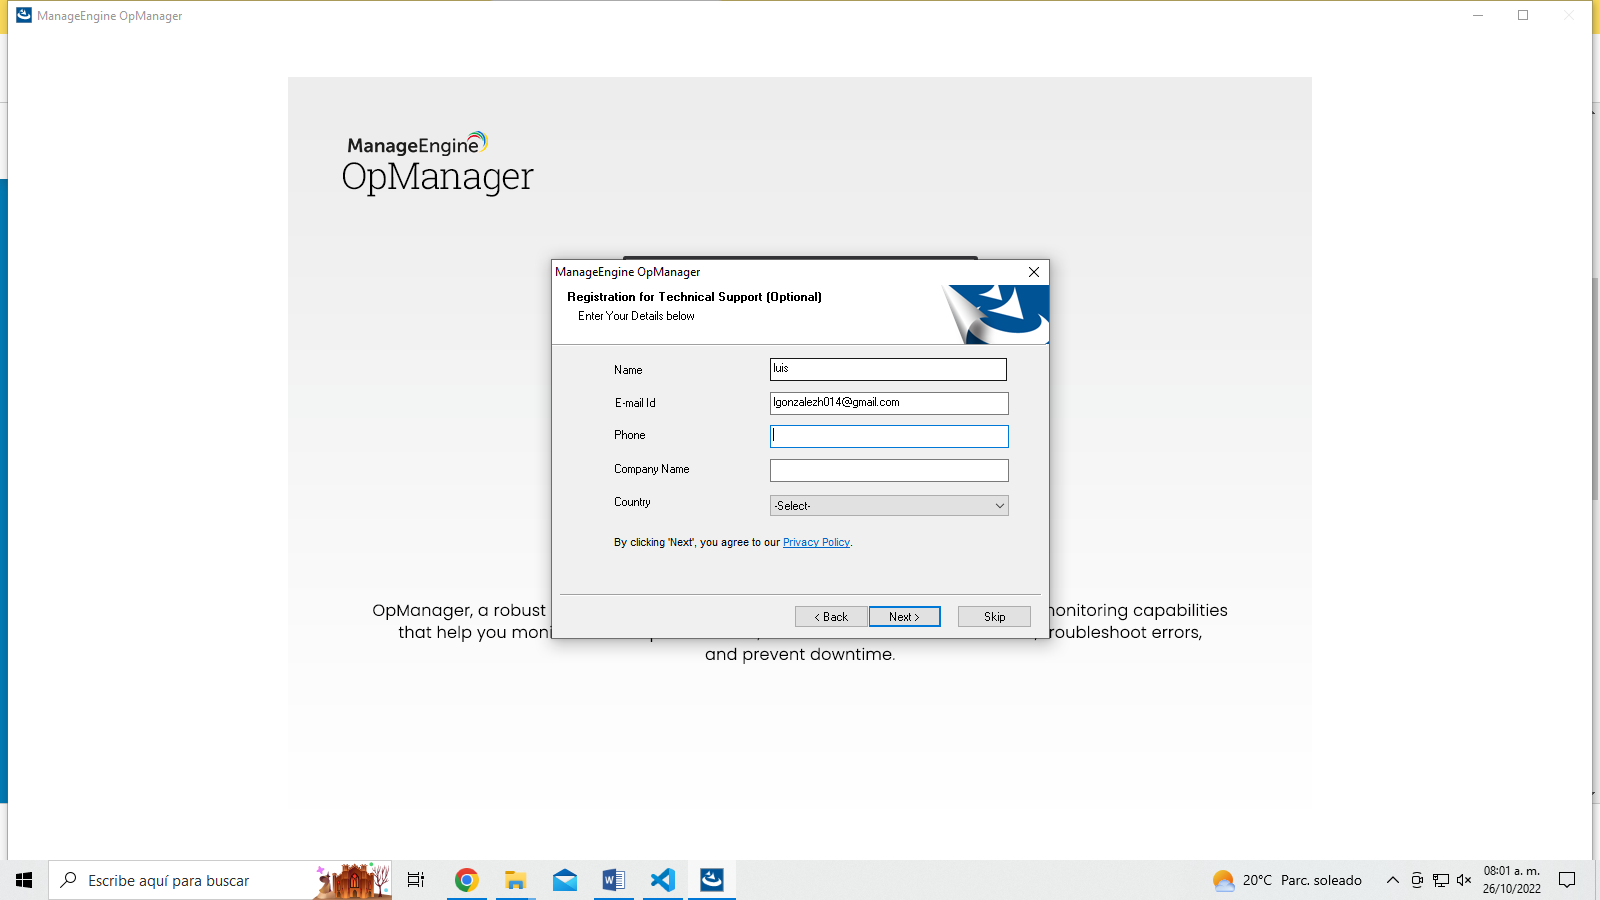 ManageEngine OpManager
ManageEngine
OpManager
ManageEngine OpManager
Registration for Technical Support (Optional)
Enter Your Details below
Name
luis
E-mail Id
lgonzalezh014@gmail.com
Phone
Company Name
Country
-Select-
By clicking 'Next', you agree to our Privacy Policy.
< Back
Next >
Skip
OpManager, a robust
monitoring capabilities
that help you moni
troubleshoot errors,
and prevent downtime.
Escribe aquí para buscar
20°C Parc. soleado
08:01 a. m.
26/10/2022